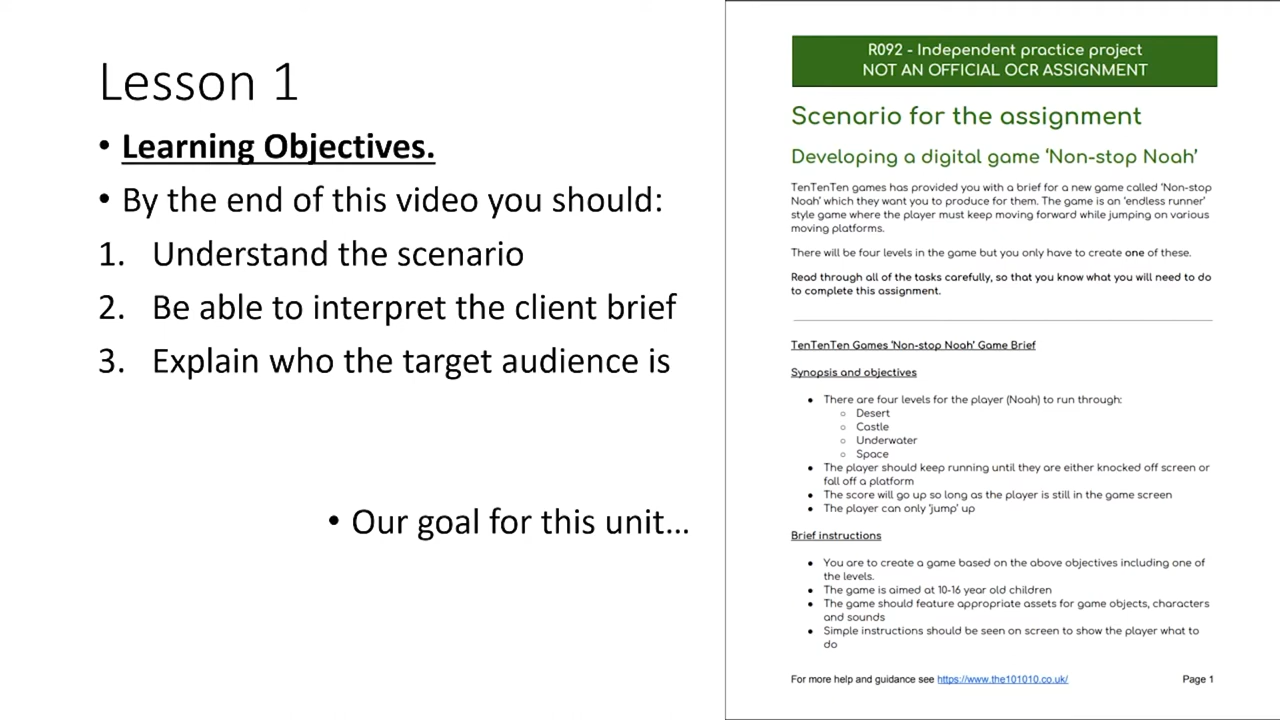 Lesson 1
• Learning Objectives.
• By the end of this video you should:
1. Understand the scenario
2. Be able to interpret the client brief
3. Explain who the target audience is
• Our goal for this unit…
R092 - Independent practice project
NOT AN OFFICIAL OCR ASSIGNMENT
Scenario for the assignment
Developing a digital game ‘Non-stop Noah’
TenTenTen games has provided you with a brief for a new game called ‘Non-stop
Noah’ which they want you to produce for them. The game is an ‘endless runner’
style game where the player must keep moving forward while jumping on various
moving platforms.
There will be four levels in the game but you only have to create one of these.
Read through all of the tasks carefully, so that you know what you will need to do
to complete this assignment.
TenTenTen Games ‘Non-stop Noah’ Game Brief
Synopsis and objectives
● There are four levels for the player (Noah) to run through:
○ Desert
○ Castle
○ Underwater
○ Space
● The player should keep running until they are either knocked off screen or
fall off a platform
● The score will go up so long as the player is still in the game screen
● The player can only ‘jump’ up
Brief instructions
● You are to create a game based on the above objectives including one of
the levels.
● The game is aimed at 10-16 year old children
● The game should feature appropriate assets for game objects, characters
and sounds
● Simple instructions should be seen on screen to show the player what to
do
For more help and guidance see https://www.the101010.co.uk/
Page 1